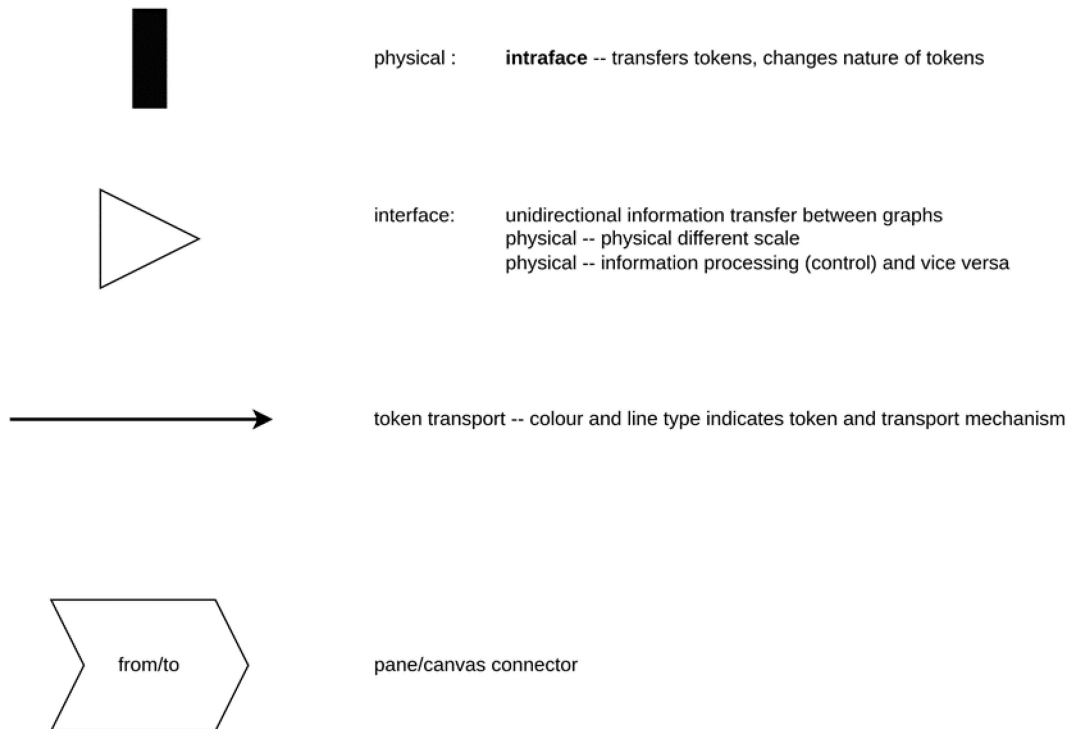 physical : intraface -- transfers tokens, changes nature of tokens
interface: unidirectional information transfer between graphs
physical -- physical different scale
physical -- information processing (control) and vice versa
token transport -- colour and line type indicates token and transport mechanism
from/to pane/canvas connector